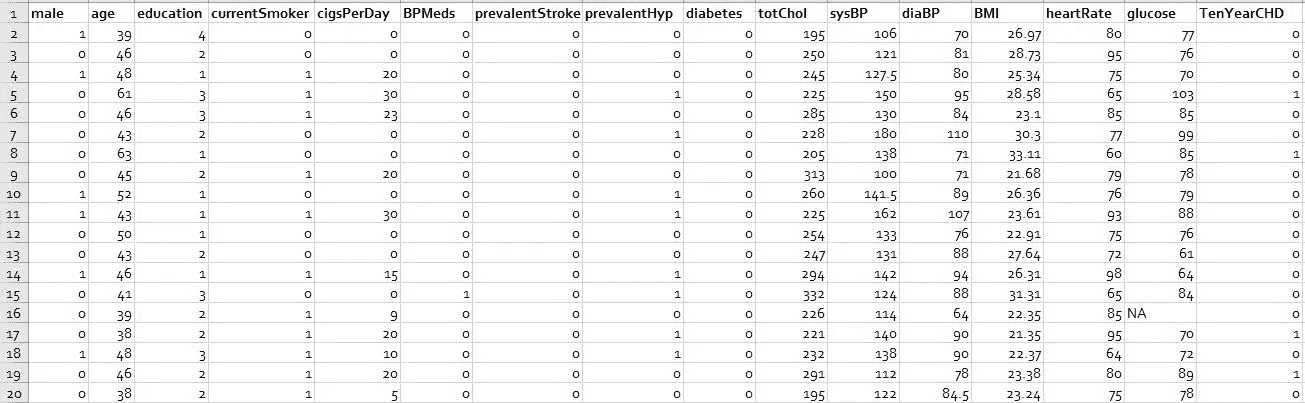 1 male age education currentSmoker cigsPerDay BPMeds prevalentStroke prevalentHyp diabetes totChol sysBP diaBP BMI heartRate glucose TenYearCHD
2 1 39 4 0 0 0 0 0 0 195 106 70 26.97 80 77 0
3 0 46 2 0 0 0 0 0 0 250 121 81 28.73 95 76 0
4 1 48 1 1 20 0 0 0 0 245 127.5 80 25.34 75 70 0
5 0 61 3 1 30 0 0 1 0 225 150 95 28.58 65 103 1
6 0 46 3 1 23 0 0 0 0 285 130 84 23.1 85 85 0
7 0 43 2 0 0 0 0 1 0 228 180 110 30.3 77 99 0
8 0 63 1 0 0 0 0 0 0 205 138 71 33.11 60 85 1
9 0 45 2 1 20 0 0 0 0 313 100 71 21.68 79 78 0
10 1 52 1 0 0 0 0 1 0 260 141.5 89 26.36 76 79 0
11 1 43 1 1 30 0 0 1 0 225 162 107 23.61 93 88 0
12 0 50 1 0 0 0 0 0 0 254 133 76 22.91 75 76 0
13 0 43 2 0 0 0 0 0 0 247 131 88 27.64 72 61 0
14 1 46 1 1 15 0 0 1 0 294 142 94 26.31 98 64 0
15 0 41 3 0 0 1 0 1 0 332 124 88 31.31 65 84 0
16 0 39 2 1 9 0 0 0 0 226 114 64 22.35 85 NA 0
17 0 38 2 1 20 0 0 1 0 221 140 90 21.35 95 70 1
18 1 48 3 1 10 0 0 1 0 232 138 90 22.37 64 72 0
19 0 46 2 1 20 0 0 0 0 291 112 78 23.38 80 89 1
20 0 38 2 1 5 0 0 0 0 195 122 84.5 23.24 75 78 0